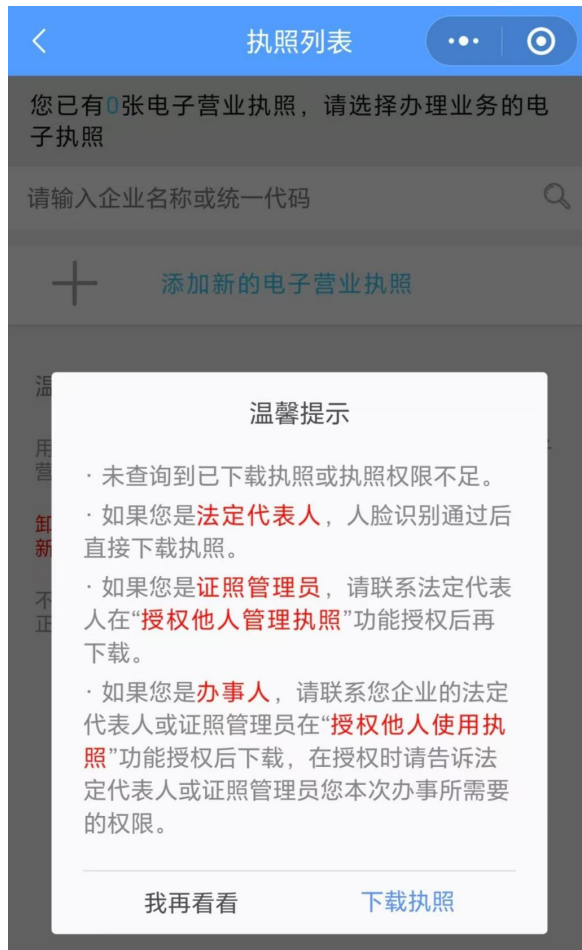 执照列表
您已有0张电子营业执照，请选择办理业务的电
子执照
请输入企业名称或统一代码
添加新的电子营业执照
温
用
营
卸
新
不
正
温馨提示
· 未查询到已下载执照或执照权限不足。
· 如果您是法定代表人，人脸识别通过后
直接下载执照。
· 如果您是证照管理员，请联系法定代表
人在“授权他人管理执照”功能授权后再
下载。
· 如果您是办事人，请联系您企业的法定
代表人或证照管理员在“授权他人使用执
照”功能授权后下载，在授权时请告诉法
定代表人或证照管理员您本次办事所需要
的权限。
我再看看
下载执照